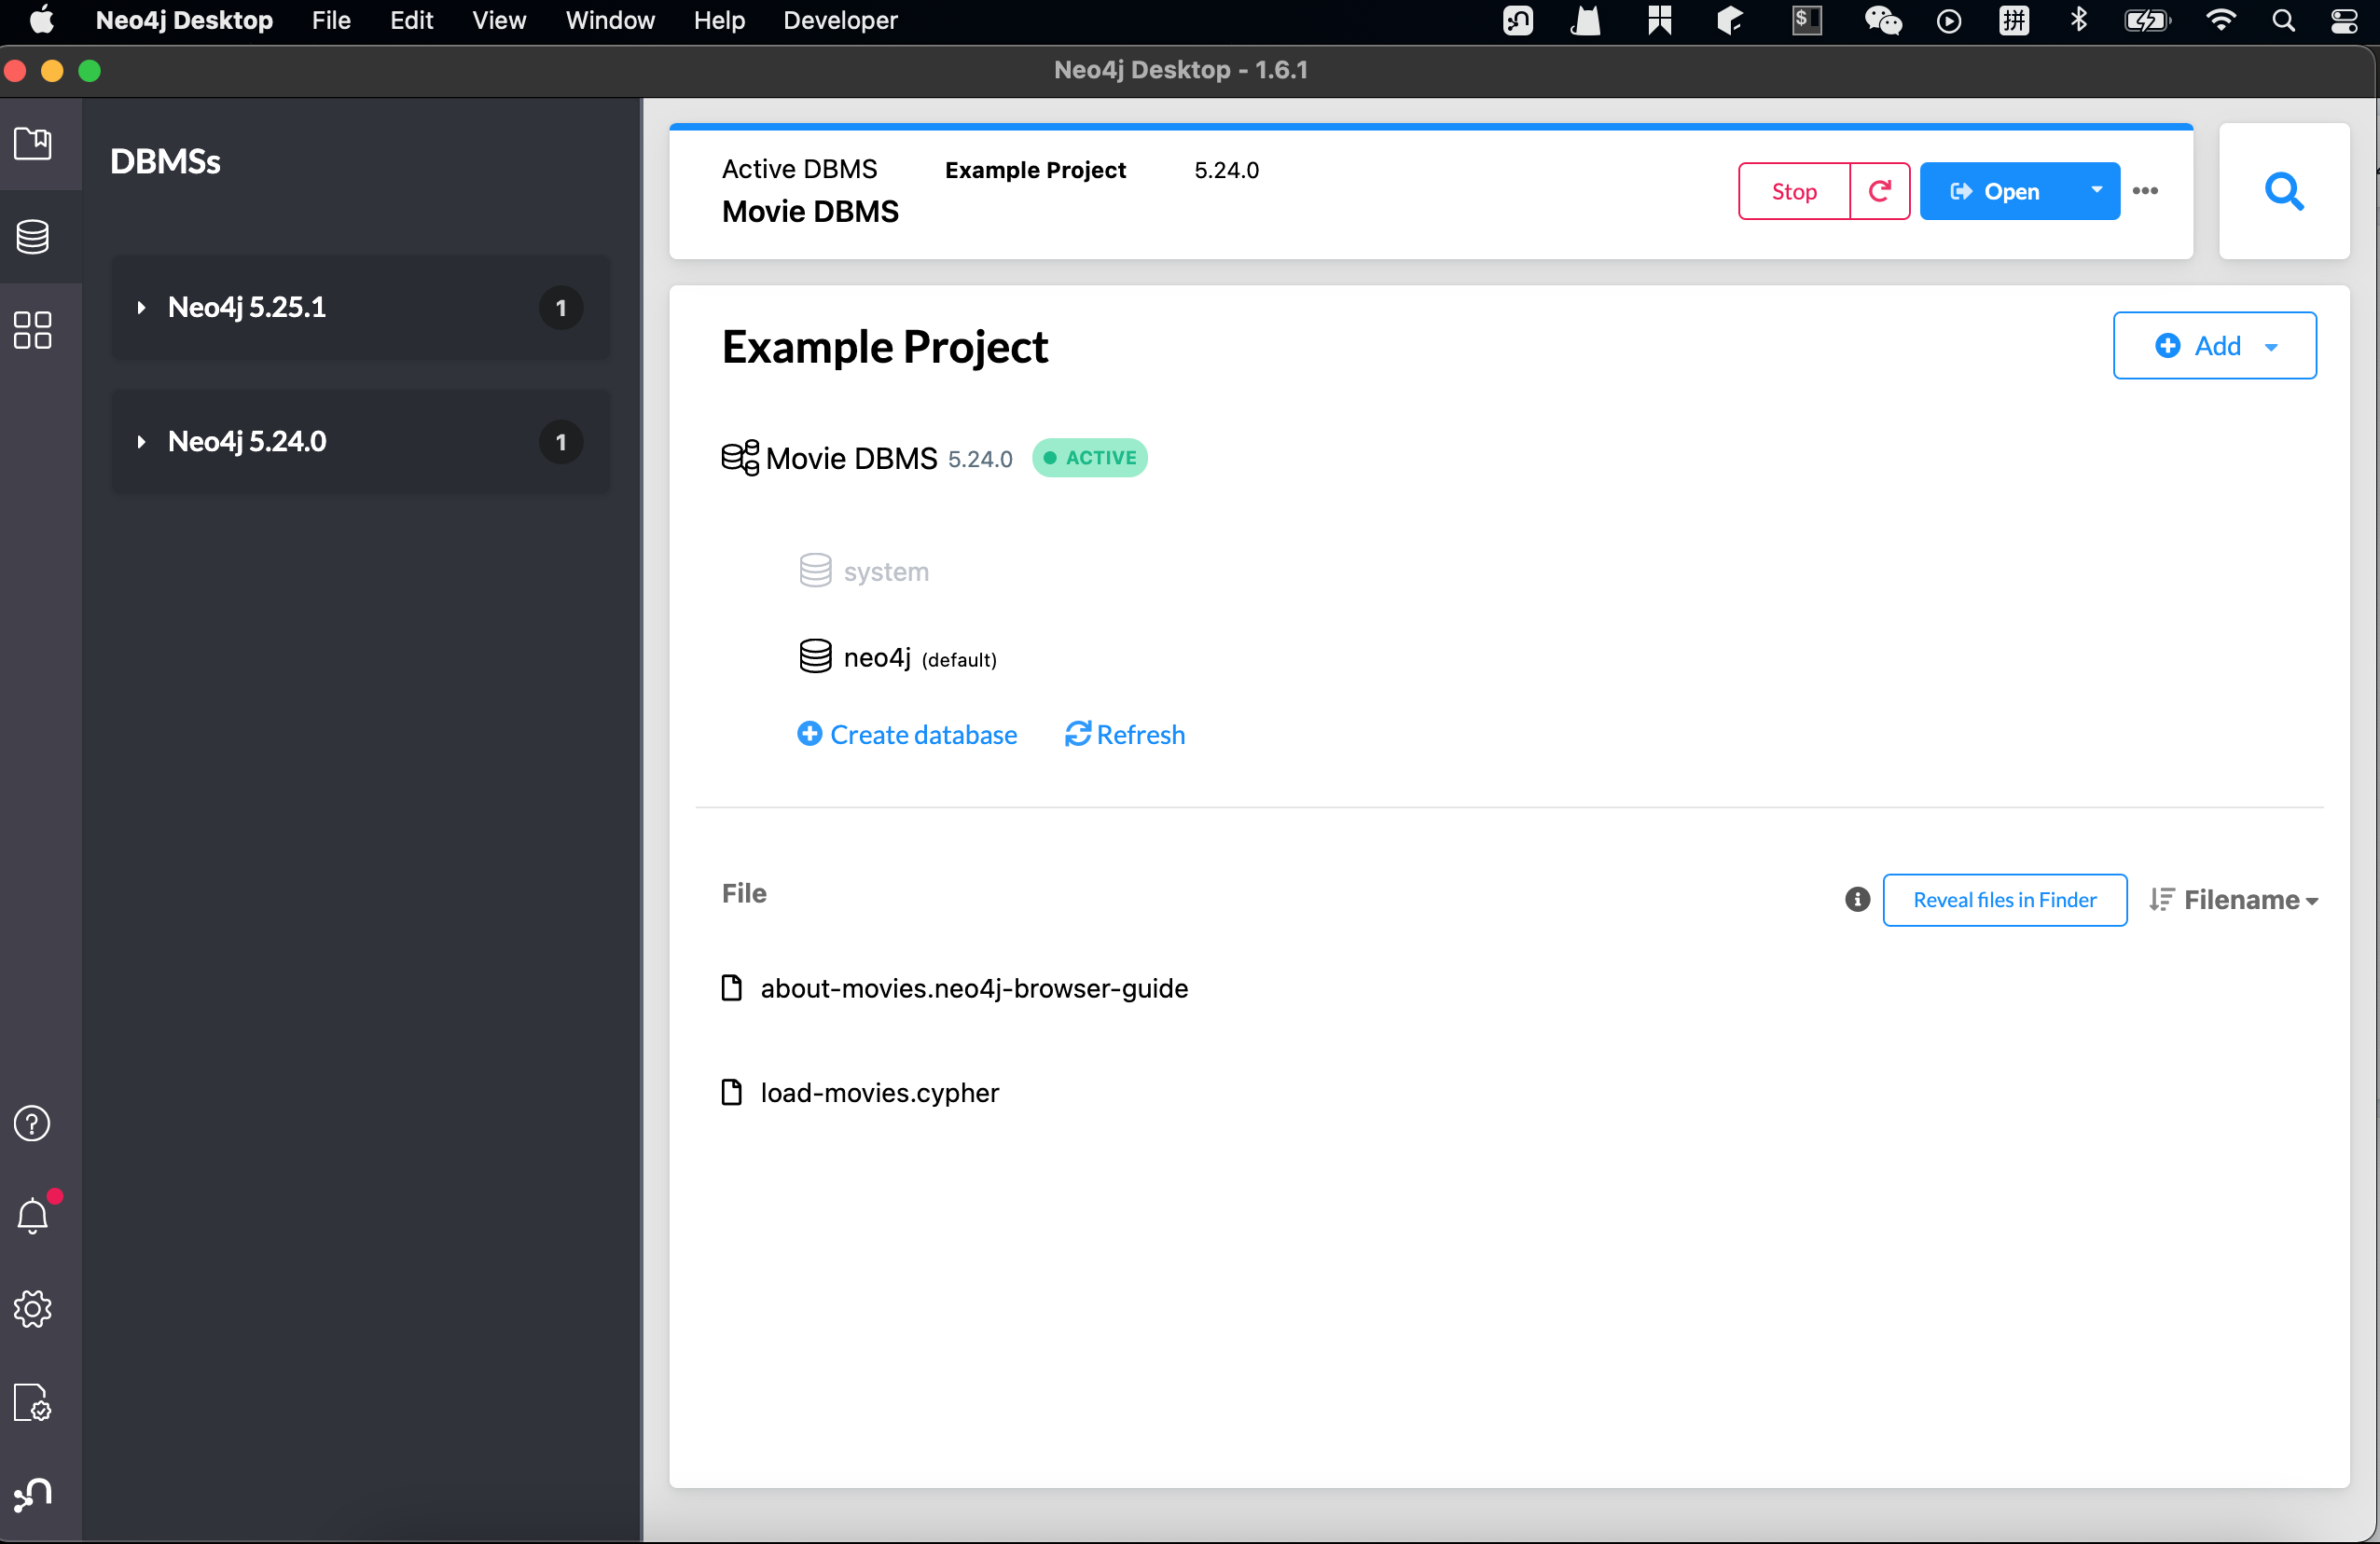 Neo4j Desktop File Edit View Window Help Developer
$ 拼
Neo4j Desktop - 1.6.1
DBMSs
Neo4j 5.25.1 1
Neo4j 5.24.0 1
Active DBMS Example Project 5.24.0
Movie DBMS
Stop Open
Example Project
Add
Movie DBMS 5.24.0 ACTIVE
system
neo4j (default)
Create database Refresh
File
Reveal files in Finder Filename
about-movies.neo4j-browser-guide
load-movies.cypher